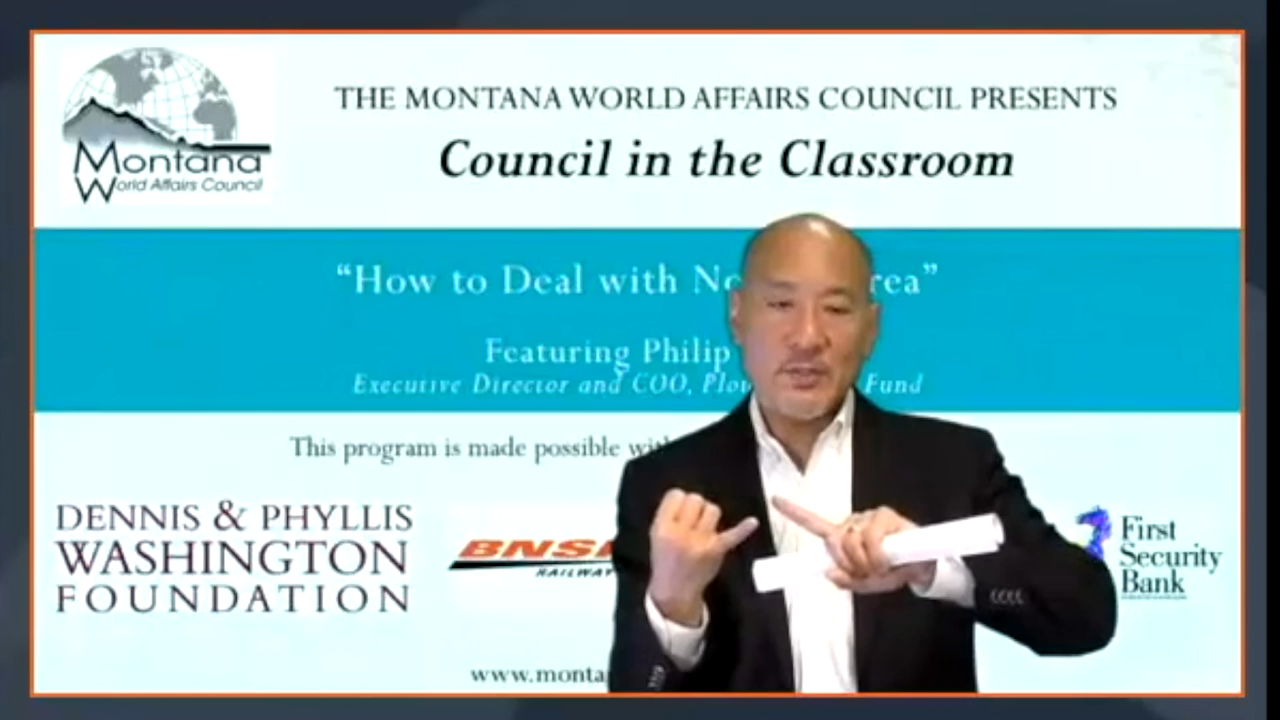 Montana
World Affairs Council
THE MONTANA WORLD AFFAIRS COUNCIL PRESENTS
Council in the Classroom
“How to Deal with No rea”
Featuring Philip
Executive Director and COO, Plo Fund
This program is made possible wit
DENNIS & PHYLLIS
WASHINGTON
FOUNDATION
BNSF
RAILWAY
First
Security
Bank
www.monta